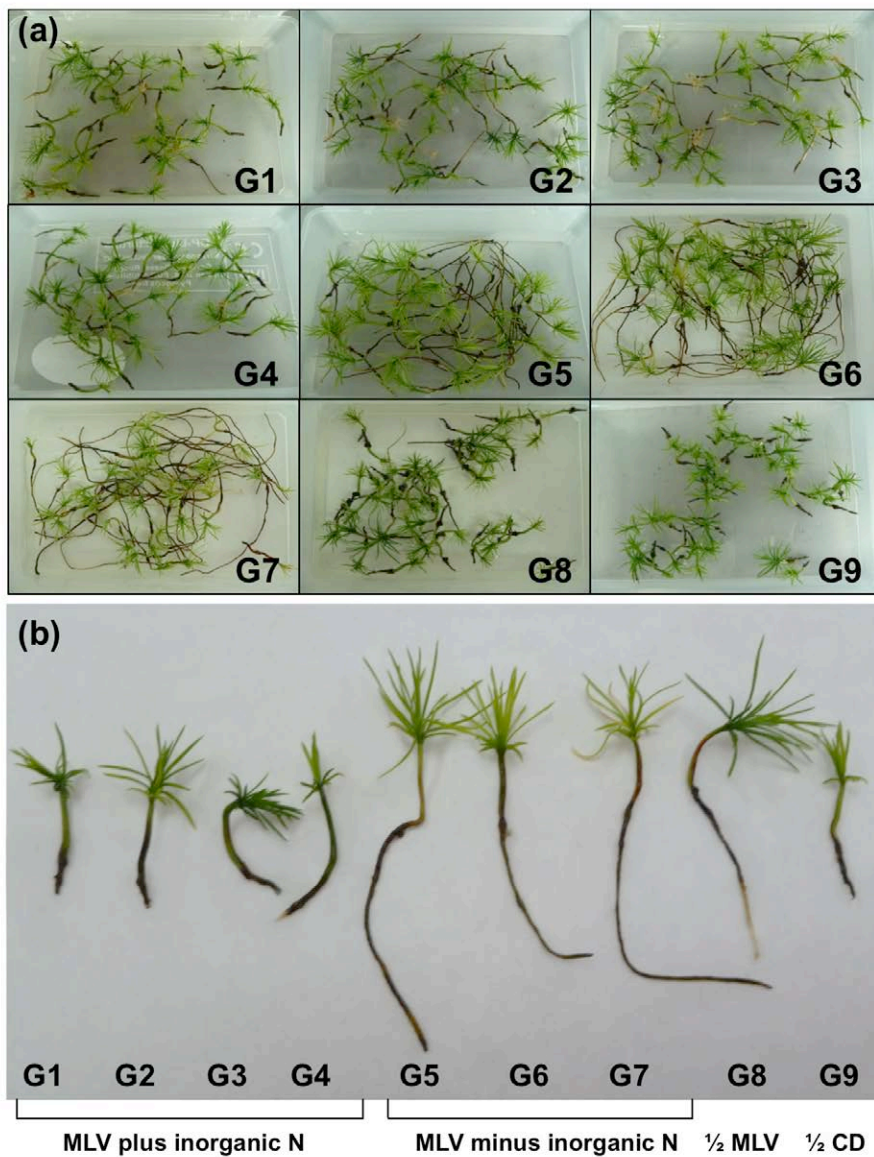 (a)
G1 G2 G3
G4 G5 G6
G7 G8 G9
(b)
G1 G2 G3 G4 G5 G6 G7 G8 G9
MLV plus inorganic N MLV minus inorganic N ½ MLV ½ CD